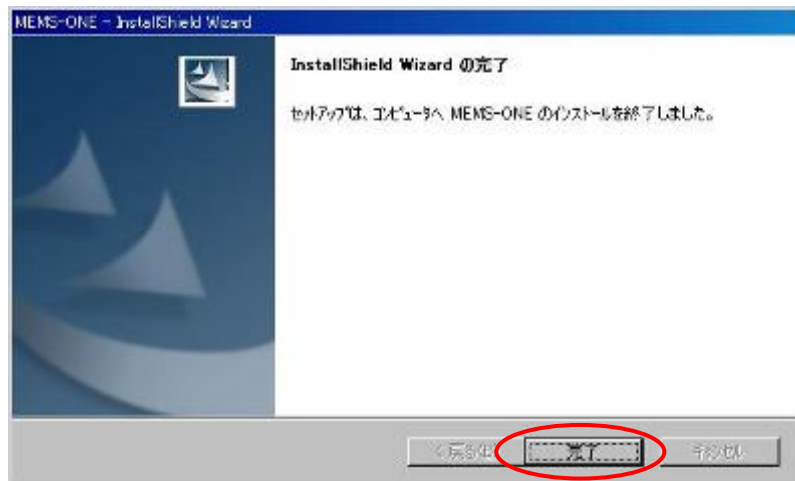 MEMS-ONE - InstallShield Wizard
InstallShield Wizard の完了
セットアップは、コンピュータへ MEMS-ONE のインストールを終了しました。
< 戻る(B)
完了
キャンセル